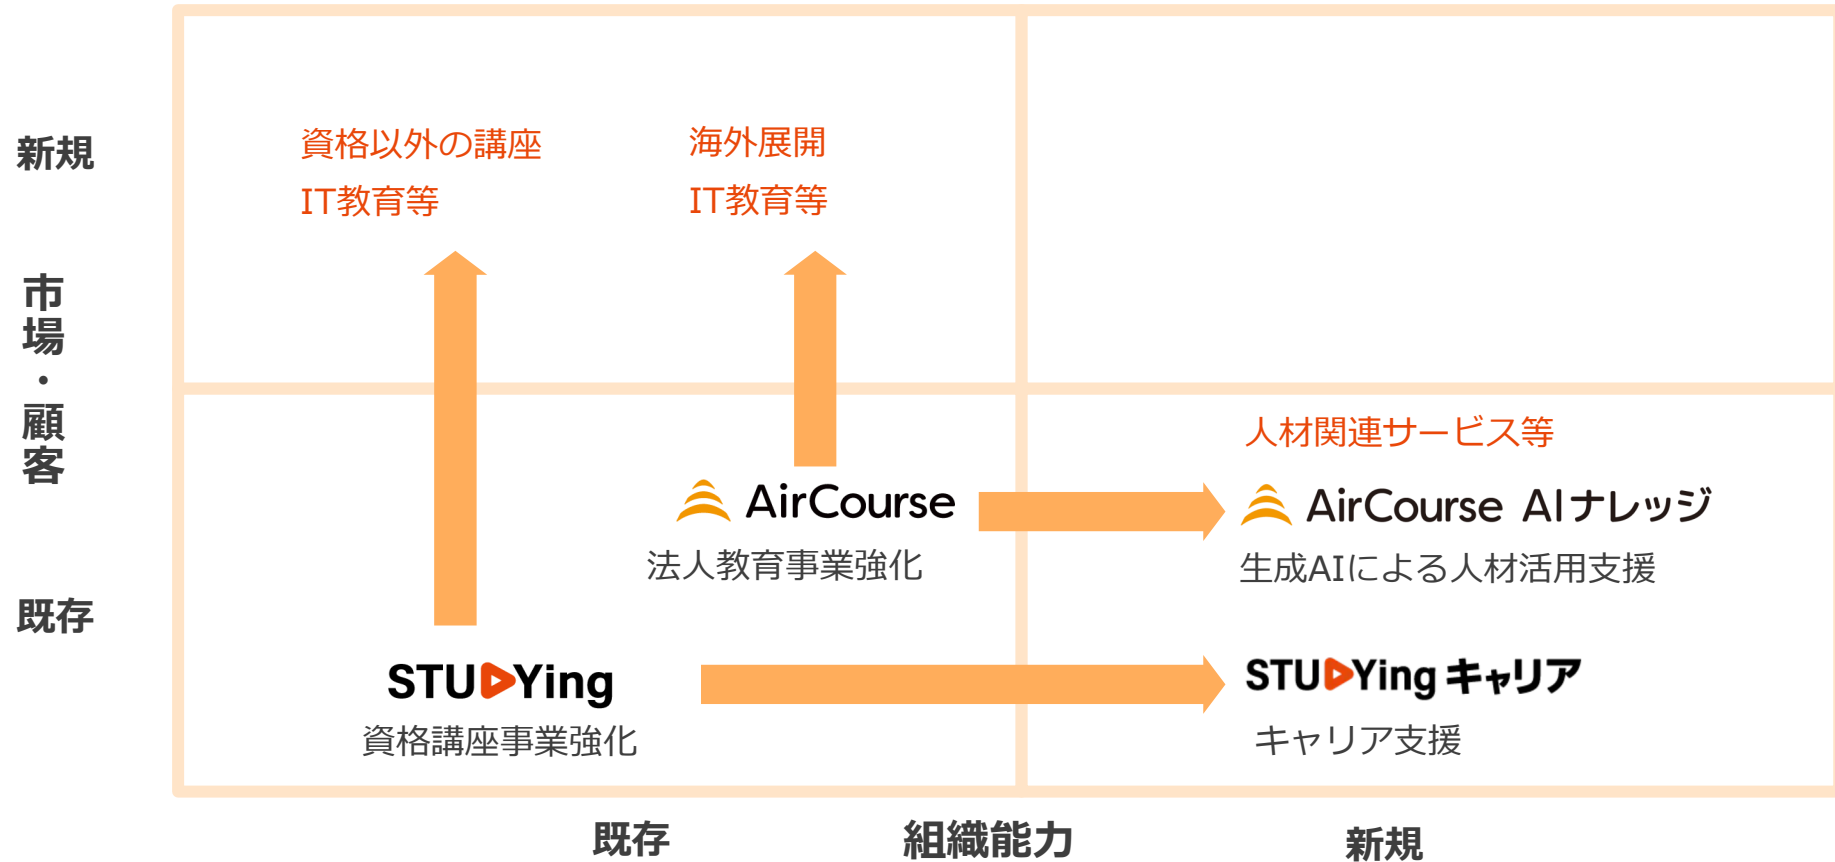 新規
資格以外の講座
IT教育等
海外展開
IT教育等
市場・顧客
既存
人材関連サービス等
AirCourse
法人教育事業強化
AirCourse AIナレッジ
生成AIによる人材活用支援
STUDYing
資格講座事業強化
STUDYing キャリア
キャリア支援
既存
組織能力
新規